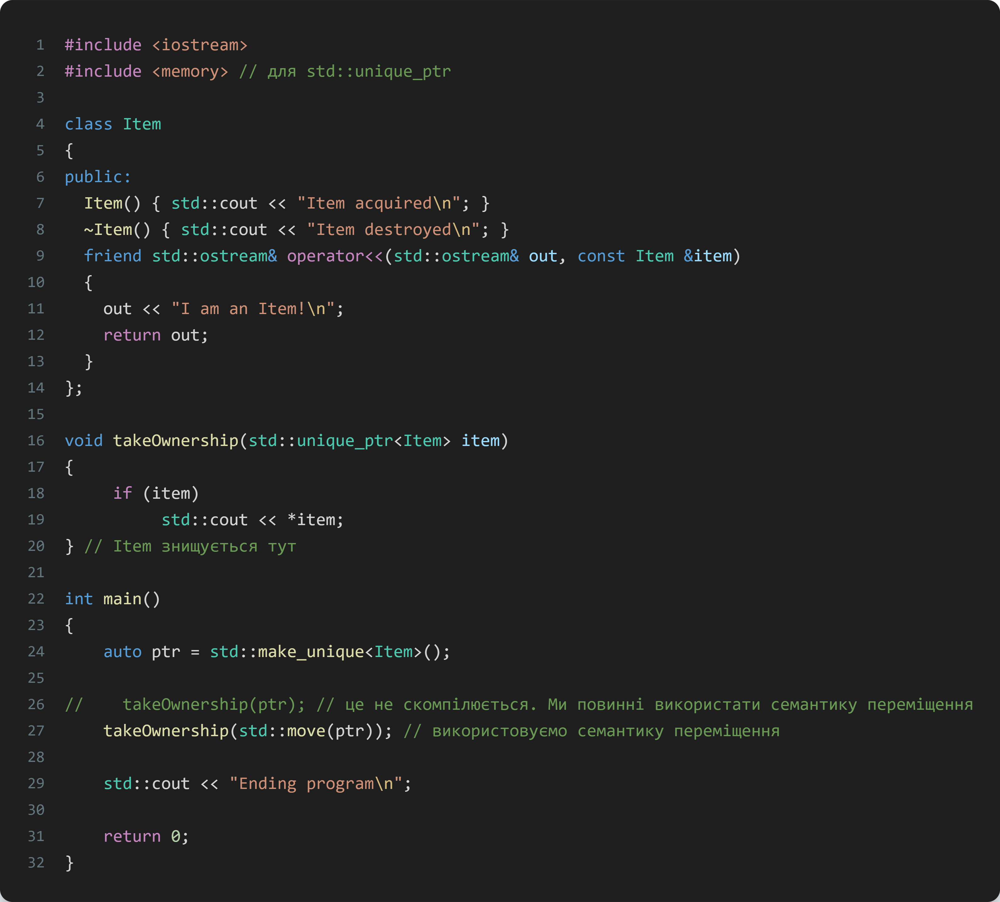 1 #include <iostream>
2 #include <memory> // для std::unique_ptr
3
4 class Item
5 {
6 public:
7   Item() { std::cout << "Item acquired\n"; }
8   ~Item() { std::cout << "Item destroyed\n"; }
9   friend std::ostream& operator<<(std::ostream& out, const Item &item)
10   {
11     out << "I am an Item!\n";
12     return out;
13   }
14 };
15
16 void takeOwnership(std::unique_ptr<Item> item)
17 {
18      if (item)
19           std::cout << *item;
20 } // Item знищується тут
21
22 int main()
23 {
24     auto ptr = std::make_unique<Item>();
25
26 //    takeOwnership(ptr); // це не скомпілюється. Ми повинні використати семантику переміщення
27     takeOwnership(std::move(ptr)); // використовуємо семантику переміщення
28
29     std::cout << "Ending program\n";
30
31     return 0;
32 }